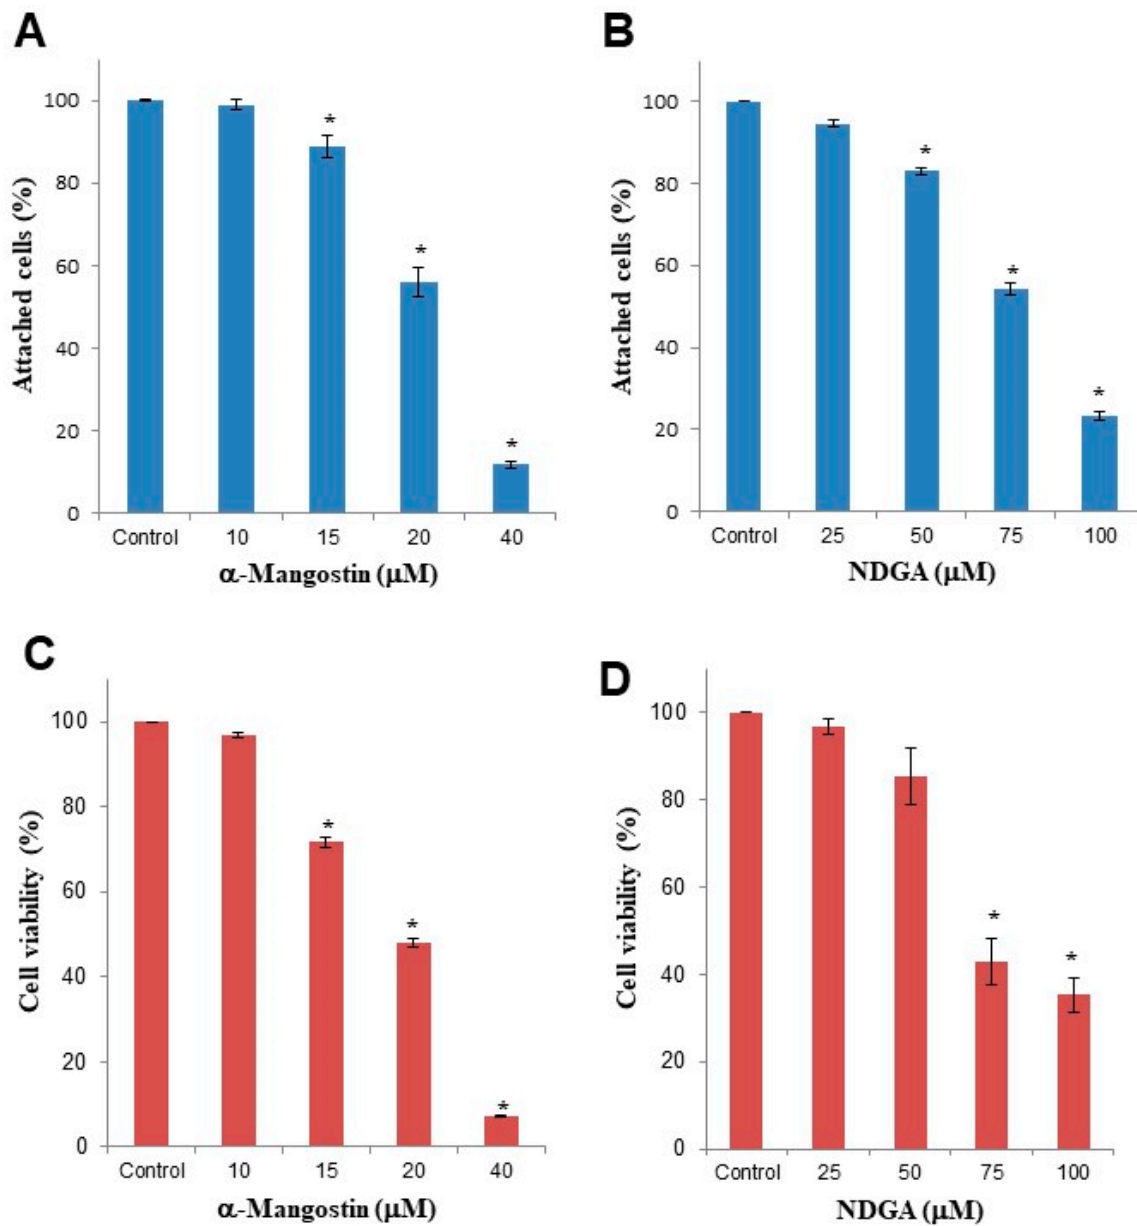 A
Attached cells (%)
100
80
60
40
20
0
*
*
*
Control 10 15 20 40
α-Mangostin (μM)
B
Attached cells (%)
100
80
60
40
20
0
*
*
*
Control 25 50 75 100
NDGA (μM)
C
Cell viability (%)
100
80
60
40
20
0
*
*
*
Control 10 15 20 40
α-Mangostin (μM)
D
Cell viability (%)
100
80
60
40
20
0
*
*
Control 25 50 75 100
NDGA (μM)